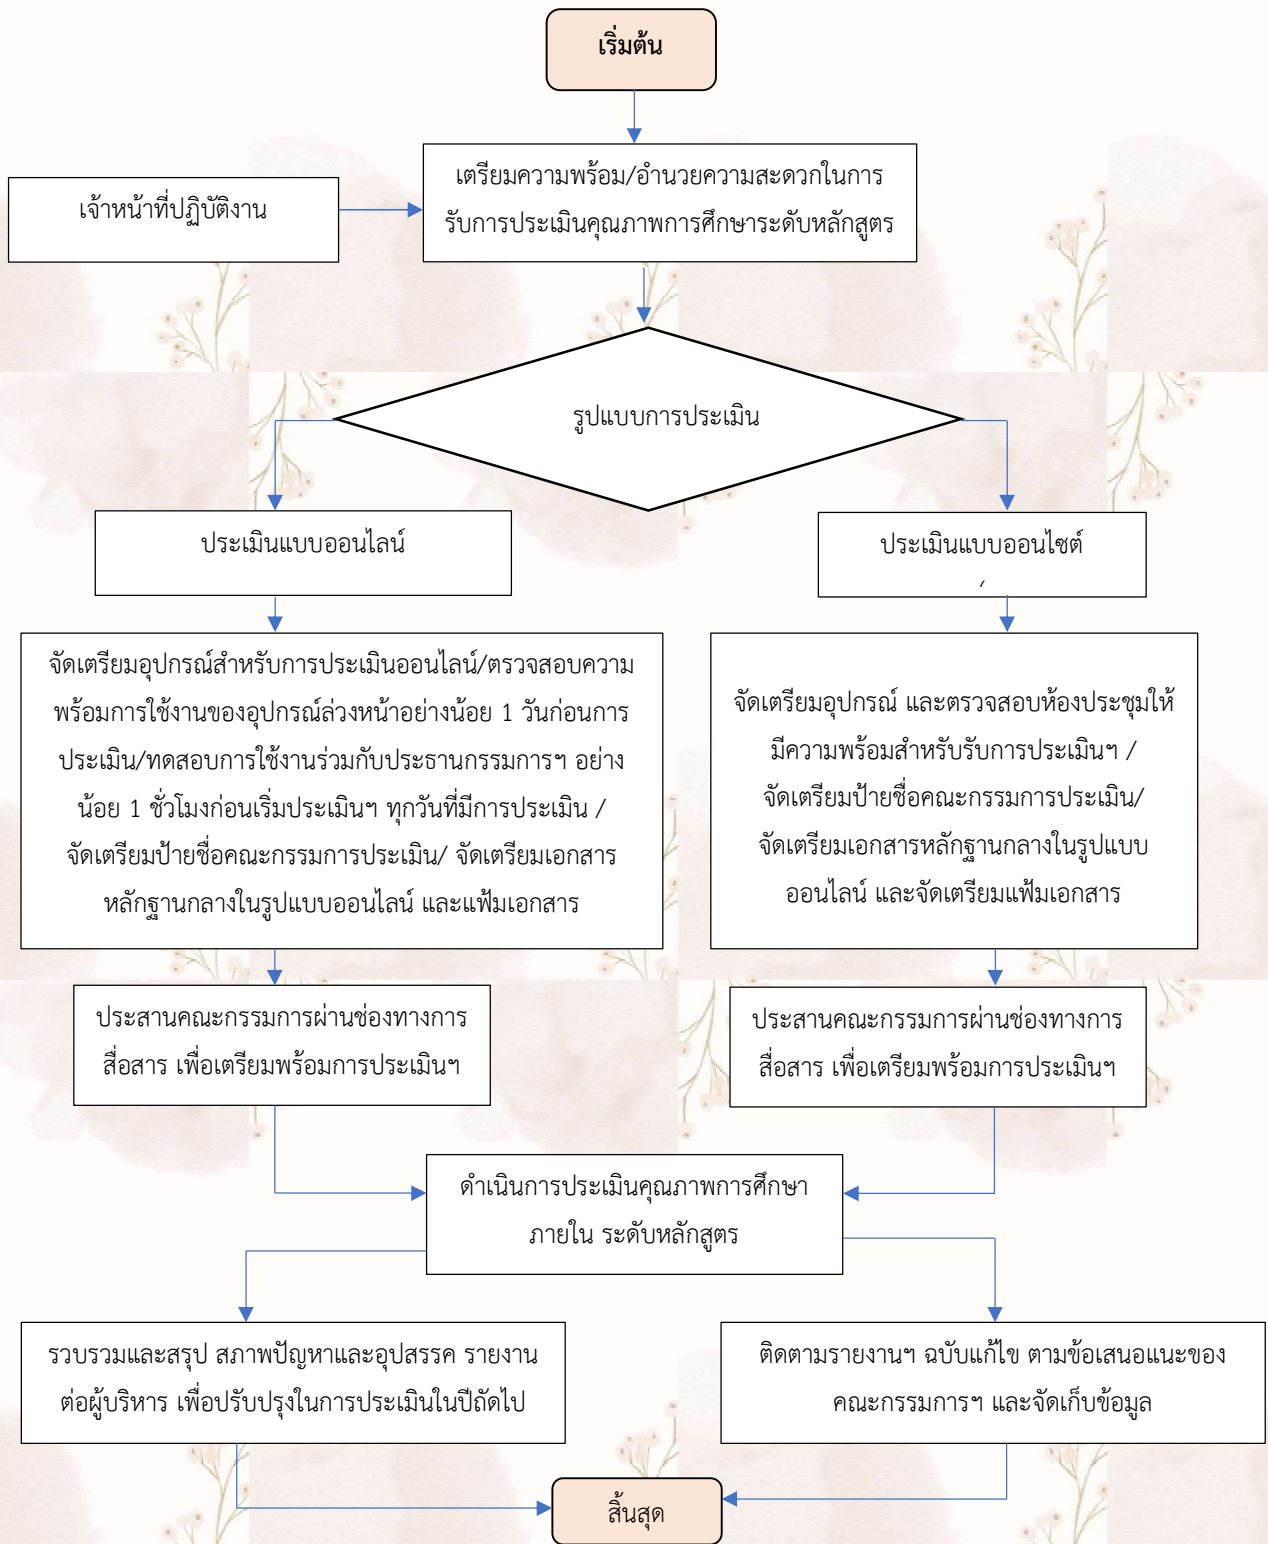 เริ่มต้น
เตรียมความพร้อม/อำนวยความสะดวกในการ
รับการประเมินคุณภาพการศึกษาระดับหลักสูตร
เจ้าหน้าที่ปฏิบัติงาน
รูปแบบการประเมิน
ประเมินแบบออนไลน์
ประเมินแบบออนไซต์
/
จัดเตรียมอุปกรณ์สำหรับการประเมินออนไลน์/ตรวจสอบความ
พร้อมการใช้งานของอุปกรณ์ล่วงหน้าอย่างน้อย 1 วันก่อนการ
ประเมิน/ทดสอบการใช้งานร่วมกับประธานกรรมการฯ อย่าง
น้อย 1 ชั่วโมงก่อนเริ่มประเมินฯ ทุกวันที่มีการประเมิน /
จัดเตรียมป้ายชื่อคณะกรรมการประเมิน/ จัดเตรียมเอกสาร
หลักฐานกลางในรูปแบบออนไลน์ และแฟ้มเอกสาร
จัดเตรียมอุปกรณ์ และตรวจสอบห้องประชุมให้
มีความพร้อมสำหรับรับการประเมินฯ /
จัดเตรียมป้ายชื่อคณะกรรมการประเมิน/
จัดเตรียมเอกสารหลักฐานกลางในรูปแบบ
ออนไลน์ และจัดเตรียมแฟ้มเอกสาร
ประสานคณะกรรมการผ่านช่องทางการ
สื่อสาร เพื่อเตรียมพร้อมการประเมินฯ
ประสานคณะกรรมการผ่านช่องทางการ
สื่อสาร เพื่อเตรียมพร้อมการประเมินฯ
ดำเนินการประเมินคุณภาพการศึกษา
ภายใน ระดับหลักสูตร
รวบรวมและสรุป สภาพปัญหาและอุปสรรค รายงาน
ต่อผู้บริหาร เพื่อปรับปรุงในการประเมินในปีถัดไป
ติดตามรายงานฯ ฉบับแก้ไข ตามข้อเสนอแนะของ
คณะกรรมการฯ และจัดเก็บข้อมูล
สิ้นสุด